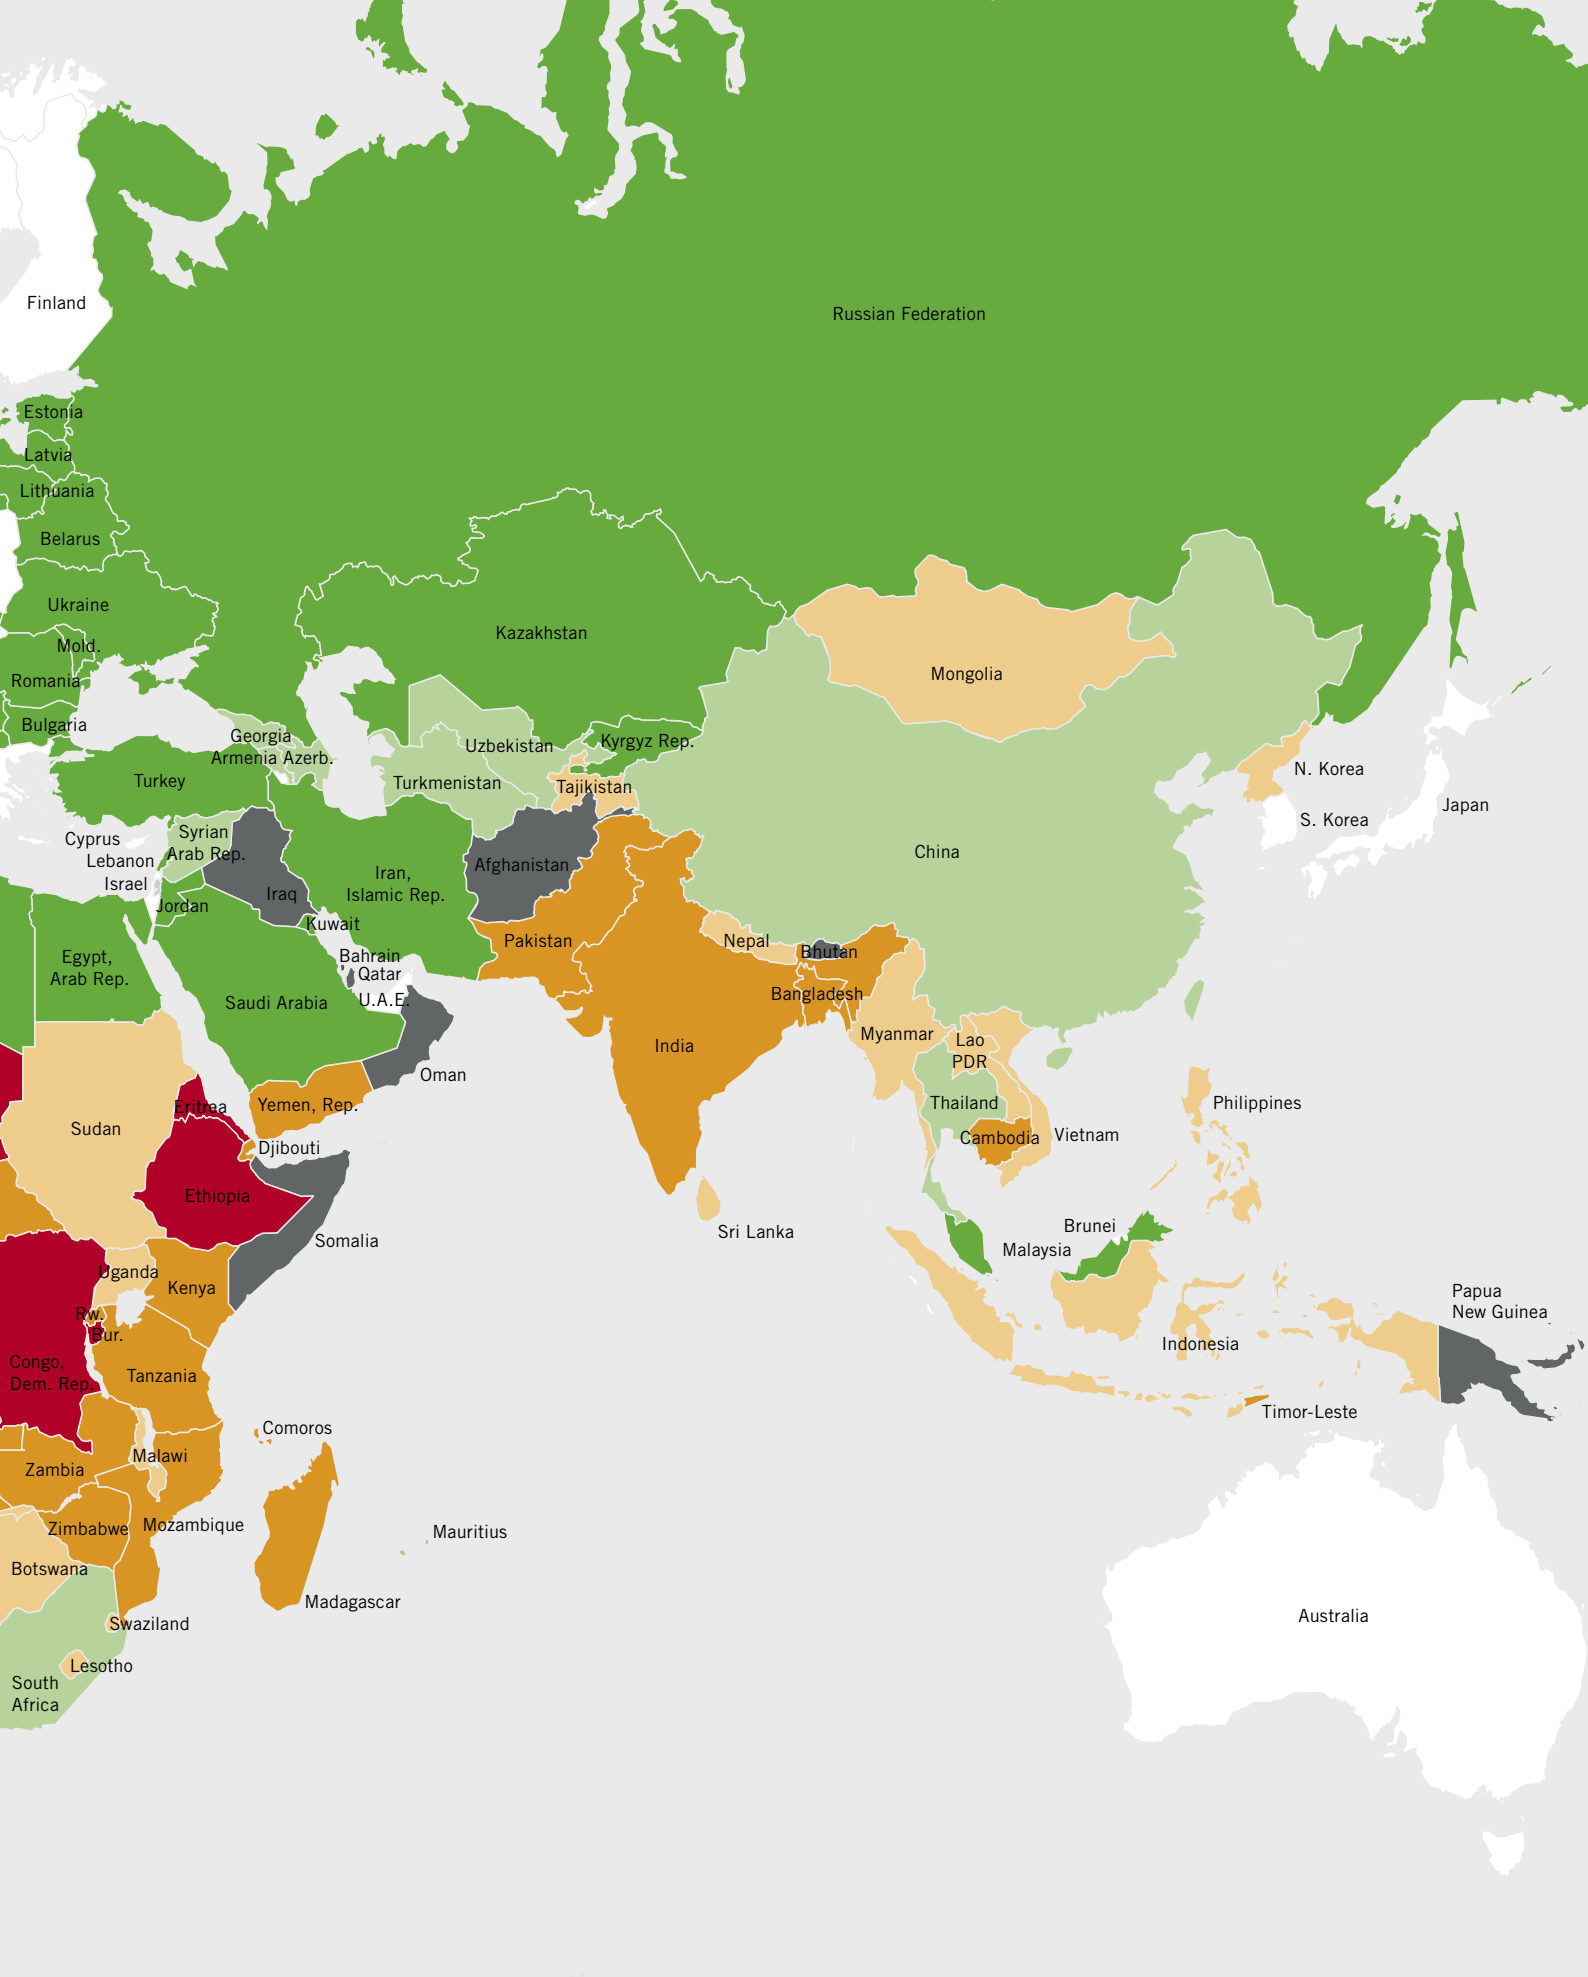 Finland
Russian Federation
Estonia
Latvia
Lithuania
Belarus
Ukraine
Kazakhstan
Mold.
Mongolia
Romania
Bulgaria
Georgia
Kyrgyz Rep.
Uzbekistan
Armenia Azerb.
N. Korea
Turkey
Turkmenistan
Tajikistan
Japan
S. Korea
Cyprus
Syrian
Arab Rep.
China
Lebanon
Afghanistan
Iran,
Islamic Rep.
Israel
Iraq
Jordan
Kuwait
Pakistan
Nepal
Bhutan
Bahrain
Egypt,
Arab Rep.
Qatar
Bangladesh
U.A.E.
Saudi Arabia
Myanmar
Lao
PDR
India
Oman
Thailand
Philippines
Eritrea
Yemen, Rep.
Sudan
Vietnam
Cambodia
Djibouti
Ethiopia
Brunei
Sri Lanka
Somalia
Malaysia
Uganda
Kenya
Papua
New Guinea
Rw.
Bur.
Indonesia
Congo,
Dem. Rep.
Tanzania
Timor-Leste
Comoros
Malawi
Zambia
Mozambique
Zimbabwe
Mauritius
Botswana
Madagascar
Australia
Swaziland
Lesotho
South
Africa